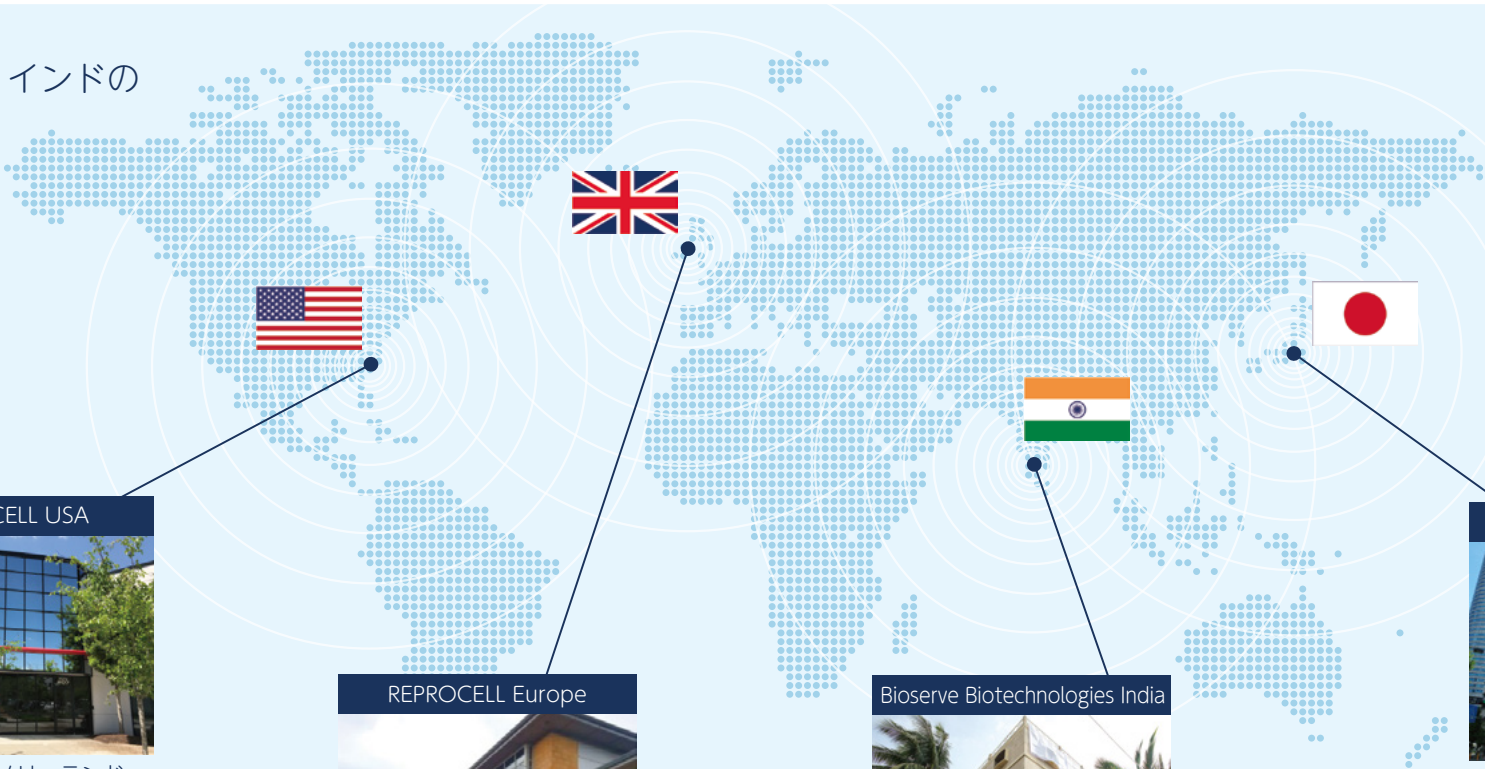 インドの
CELL USA
REPROCELL Europe
Bioserve Biotechnologies India